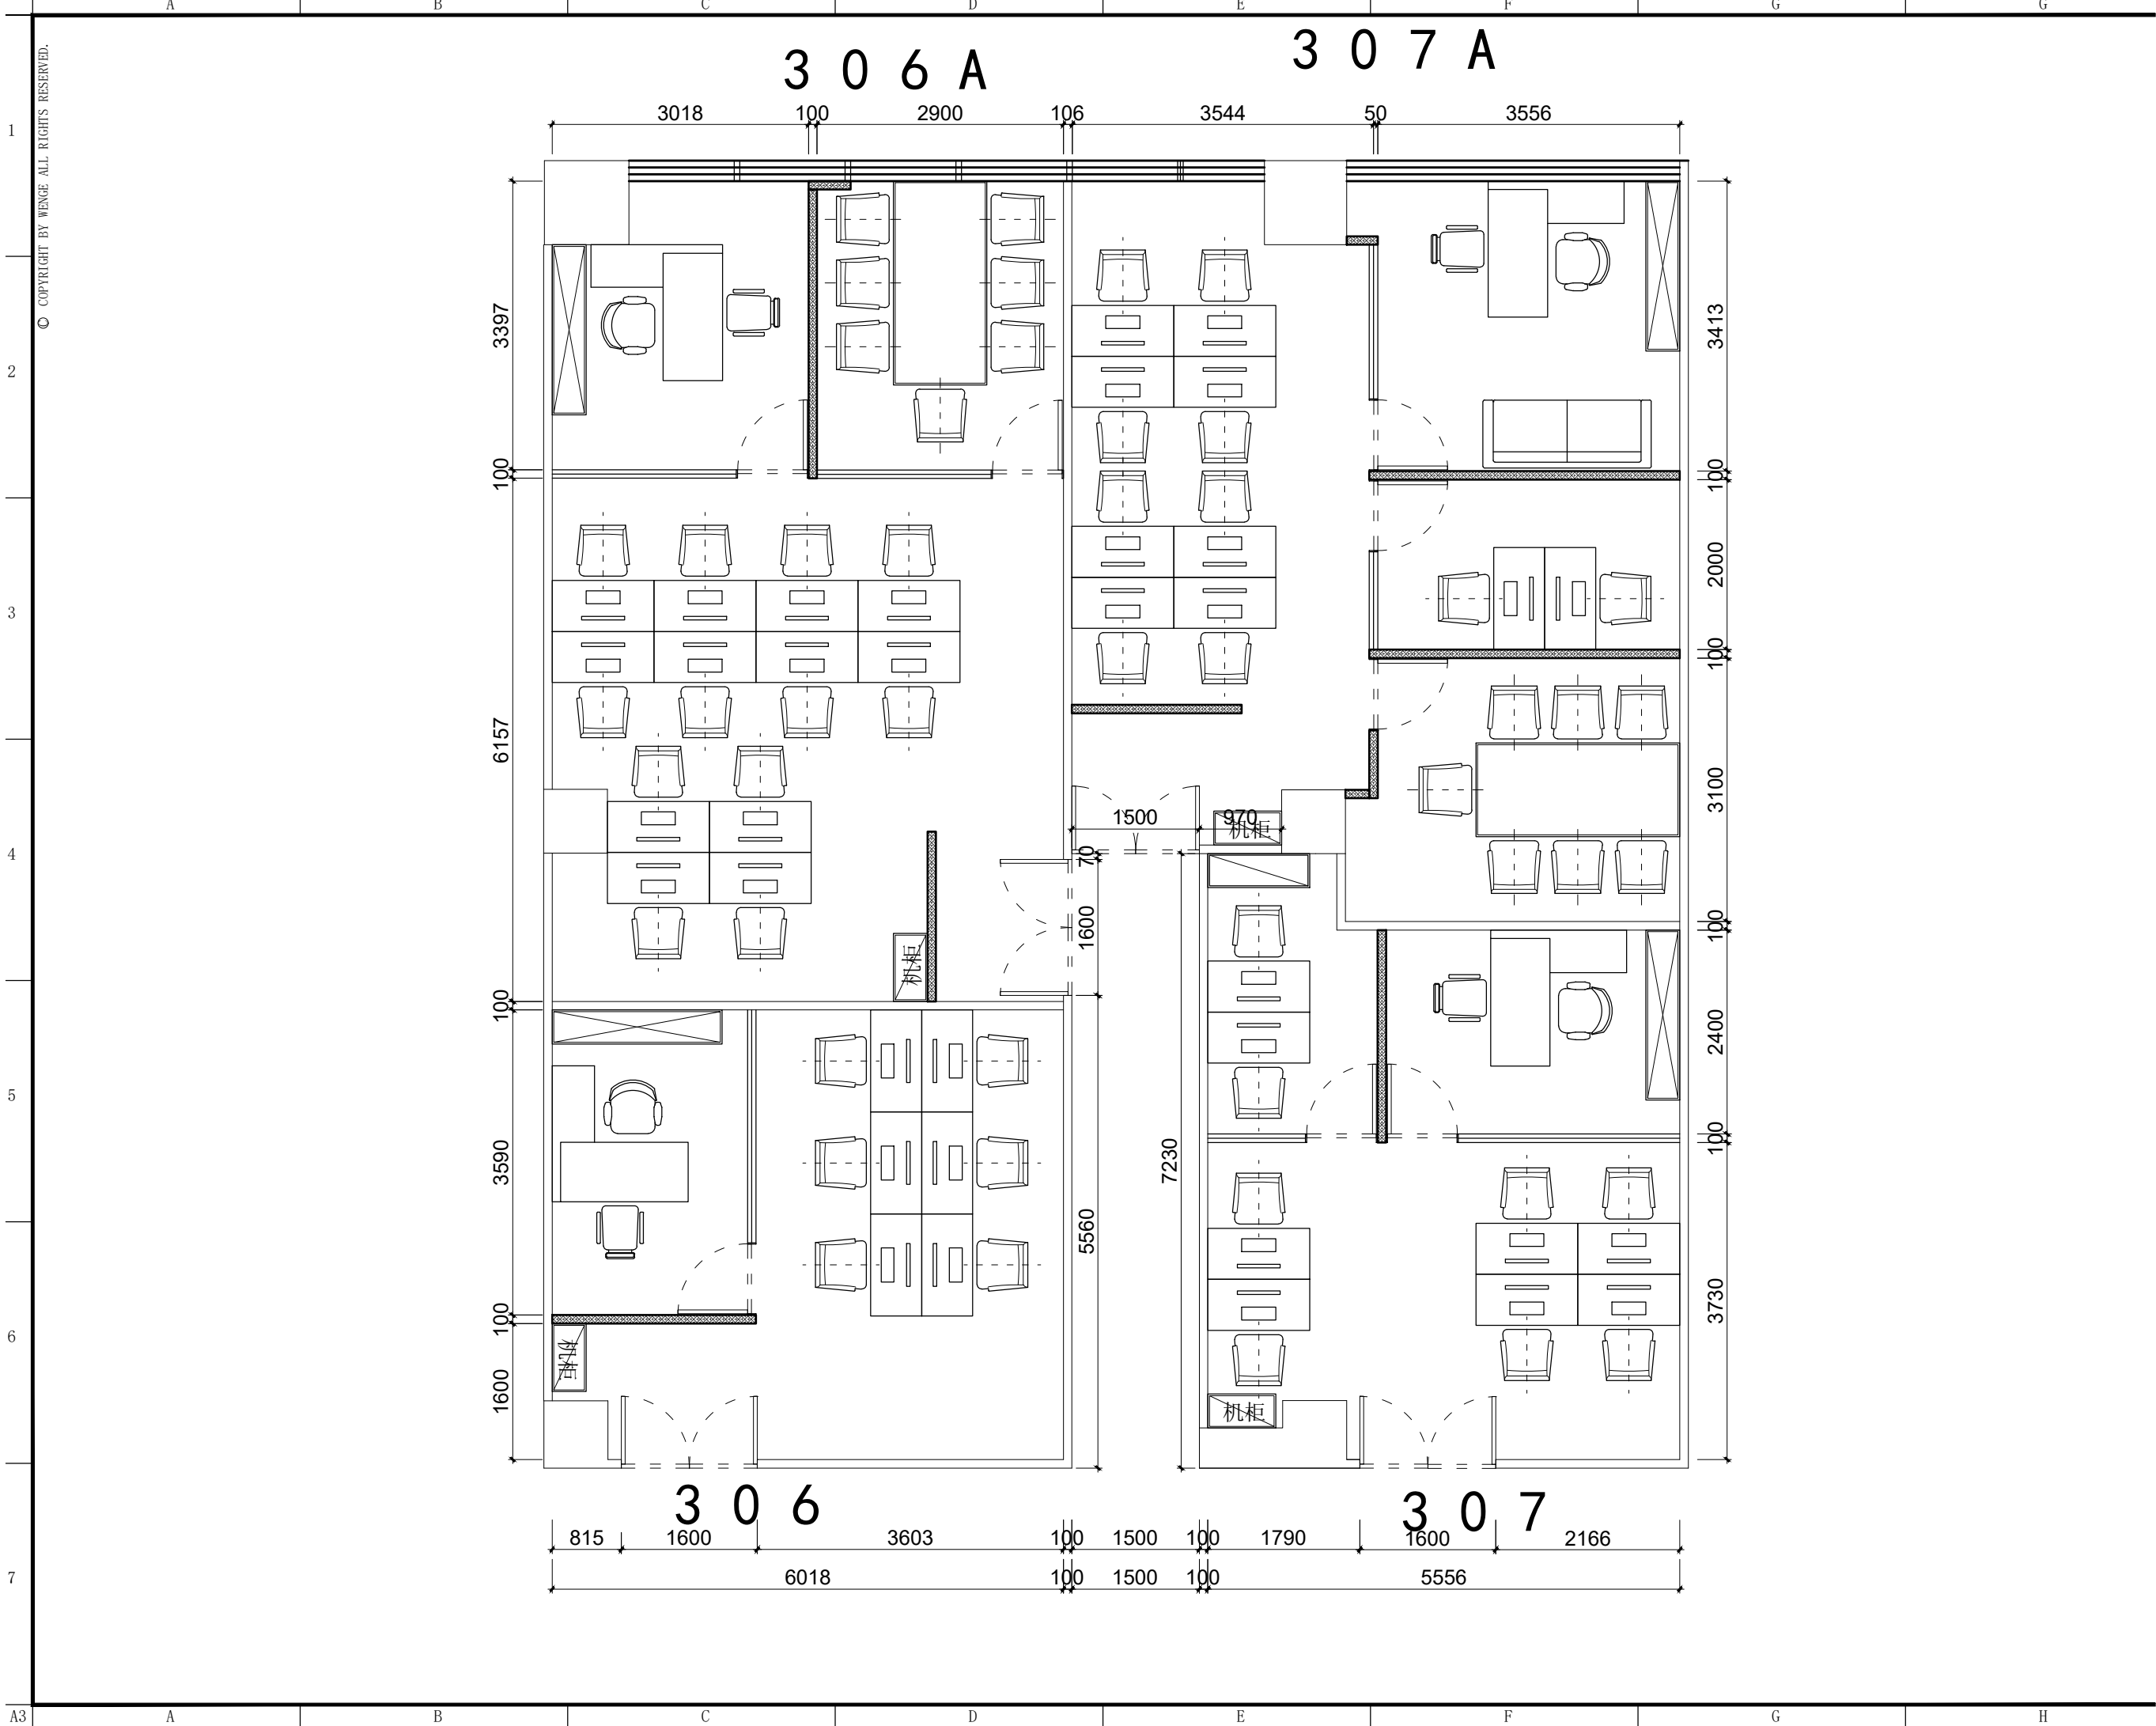 A B C D E F G G
© COPYRIGHT BY WENGE ALL RIGHTS RESERVED.
306A
307A
3018 100 2900 106 3544 50 3556
1
3397
3413
2
100
100
2000
3
100
6157
3100
1500 970
机柜
4
70
1600
100
机柜
100
2400
5
100
3590
7230
5560
3730
100
6
机柜
1600
机柜
306
307
815 1600 3603 100 1500 100 1790 1600 2166
7
6018 100 1500 100 5556
A3 A B C D E F G H